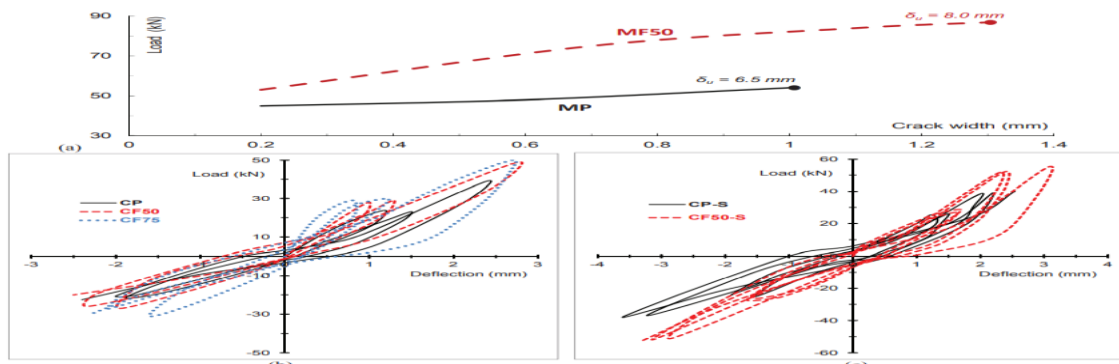 90
δu = 8.0 mm
Load (kN)
MF50
70
δu = 6.5 mm
50
MP
Crack width (mm)
30
(a)
0
0.2
0.4
0.6
0.8
1
1.2
1.4
50
Load (kN)
CP
CF50
CF75
30
10
-3
-2
-1
0
1
2
3
-10
Deflection (mm)
-30
-50
60
Load (kN)
CP-S
CF50-S
40
20
-4
-3
-2
-1
0
1
2
3
4
Deflection (mm)
-20
-40
-60